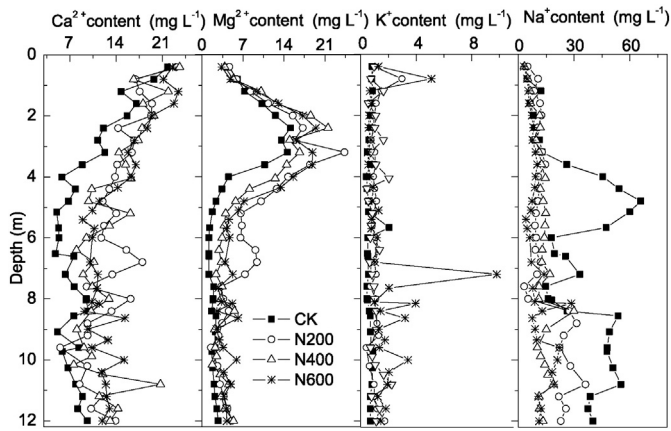 Ca²⁺content (mg L⁻¹) Mg²⁺content (mg L⁻¹) K⁺content (mg L⁻¹) Na⁺content (mg L⁻¹)
7 14 21 0 7 14 21 0 4 8 0 30 60
0
2
4
6
8
10
12
Depth (m)
CK
N200
N400
N600